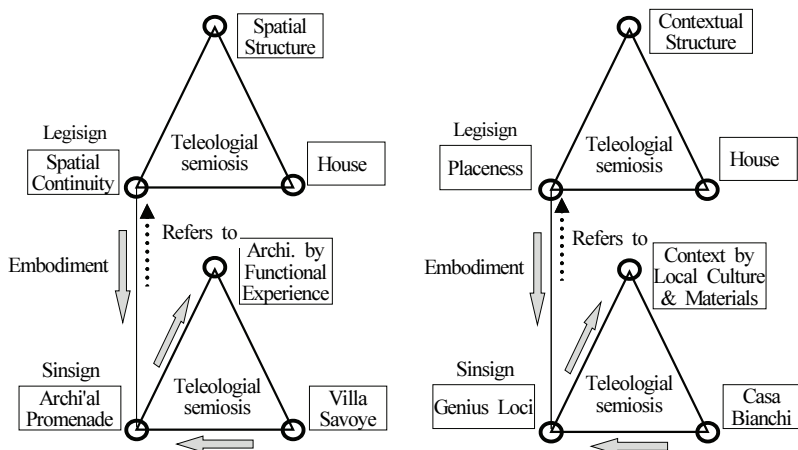 Spatial
Structure
Legisign
Spatial
Continuity
Teleologial
semiosis
House
Refers to
Embodiment
Archi. by
Functional
Experience
Sinsign
Archi'al
Promenade
Teleologial
semiosis
Villa
Savoye
Contextual
Structure
Legisign
Placeness
Teleologial
semiosis
House
Refers to
Embodiment
Context by
Local Culture
& Materials
Sinsign
Genius Loci
Teleologial
semiosis
Casa
Bianchi